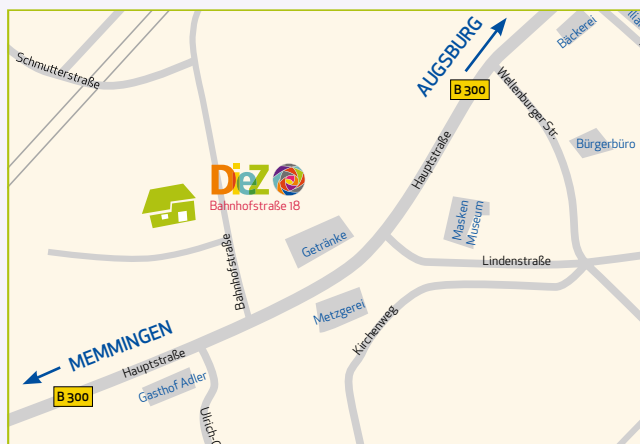 Schmutterstraße
AUGSBURG
B 300
Bäckerei
Wellenburger Str.
Bürgerbüro
Hauptstraße
DieZ
Bahnhofstraße 18
Masken
Museum
Getränke
Bahnhofstraße
Lindenstraße
Metzgerei
Kirchenweg
MEMMINGEN
Hauptstraße
B 300
Gasthof Adler